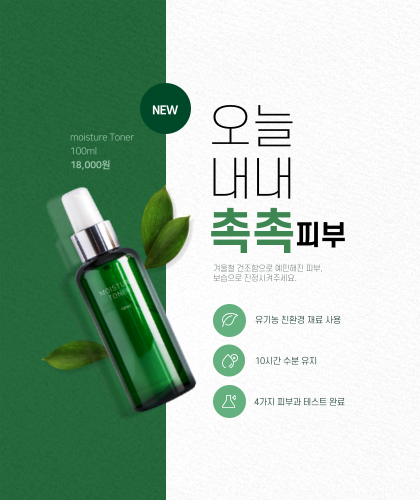 NEW
moisture Toner
100ml
18,000원
오늘
내내
촉촉피부
겨울철 건조함으로 예민해진 피부,
보습으로 진정시켜주세요.
유기농 친환경 재료 사용
10시간 수분 유지
4가지 피부과 테스트 완료
MOISTURE
TONER